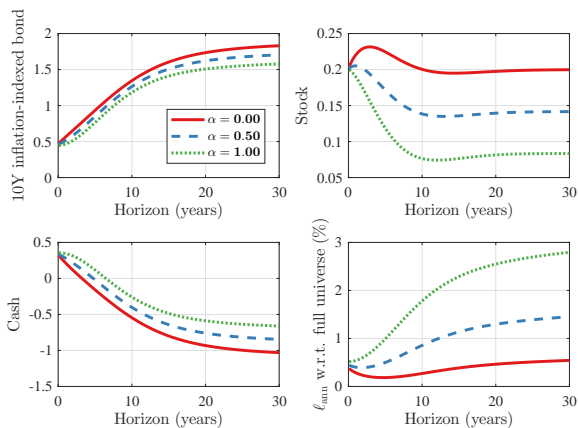 10Y inflation-indexed bond
2
1.5
1
0.5
0
0 10 20 30
Horizon (years)
α = 0.00
α = 0.50
α = 1.00
Stock
0.25
0.2
0.15
0.1
0.05
0 10 20 30
Horizon (years)
Cash
0.5
0
-0.5
-1
-1.5
0 10 20 30
Horizon (years)
ℓann w.r.t. full universe (%)
3
2
1
0
0 10 20 30
Horizon (years)